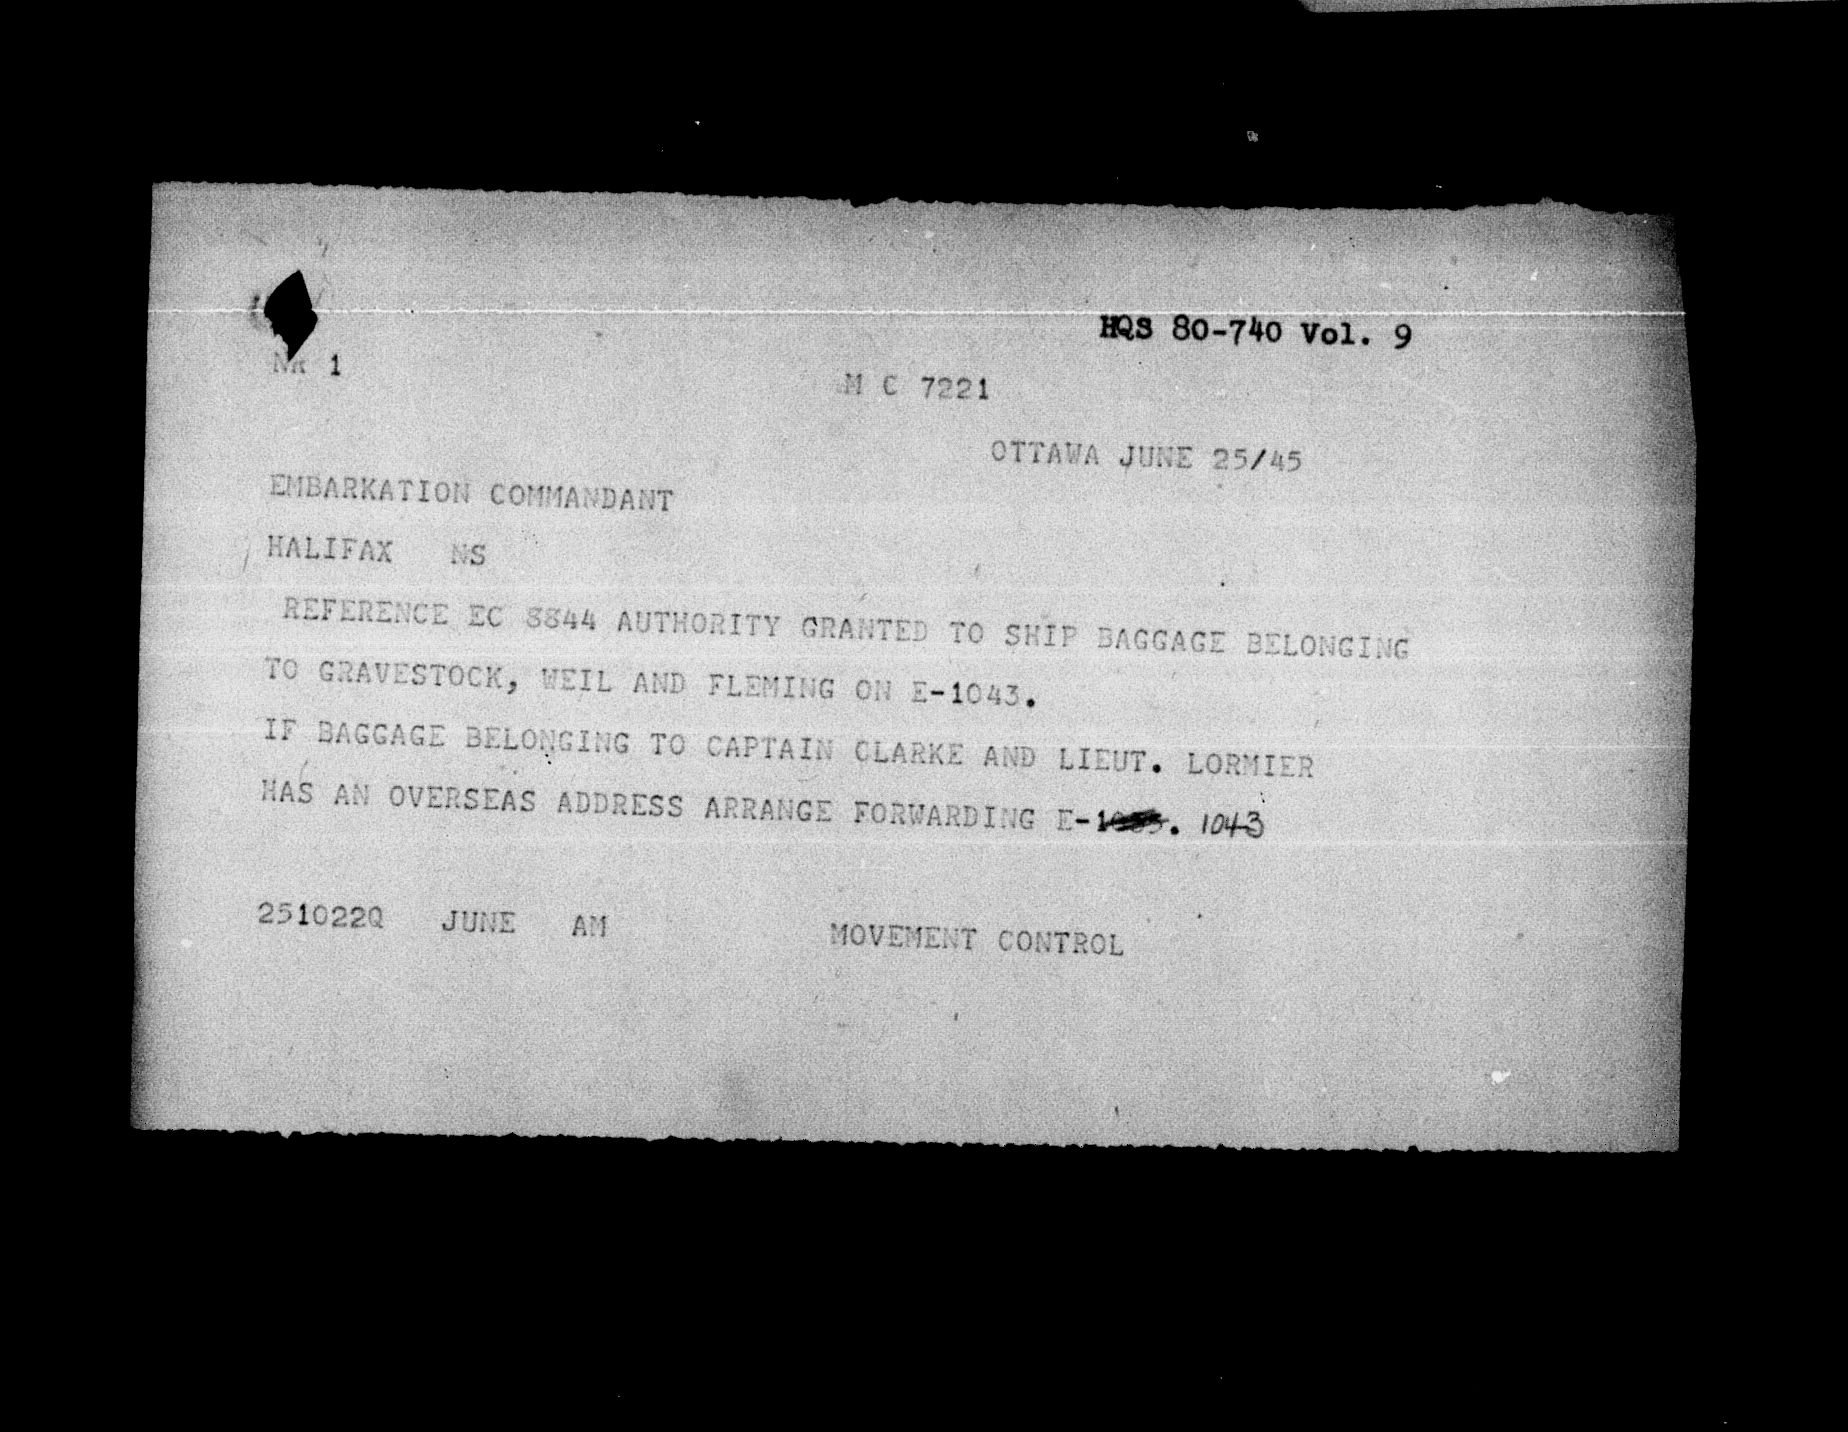 HQS 80-740 Vol. 9
NR 1
M C 7221
OTTAWA JUNE 25/45
EMBARKATION COMMANDANT
HALIFAX NS
REFERENCE EC 8844 AUTHORITY GRANTED TO SHIP BAGGAGE BELONGING
TO GRAVESTOCK, WEIL AND FLEMING ON E-1043.
IF BAGGAGE BELONGING TO CAPTAIN CLARKE AND LIEUT. LORMIER
HAS AN OVERSEAS ADDRESS ARRANGE FORWARDING E-. 1043
251022Q JUNE AM
MOVEMENT CONTROL